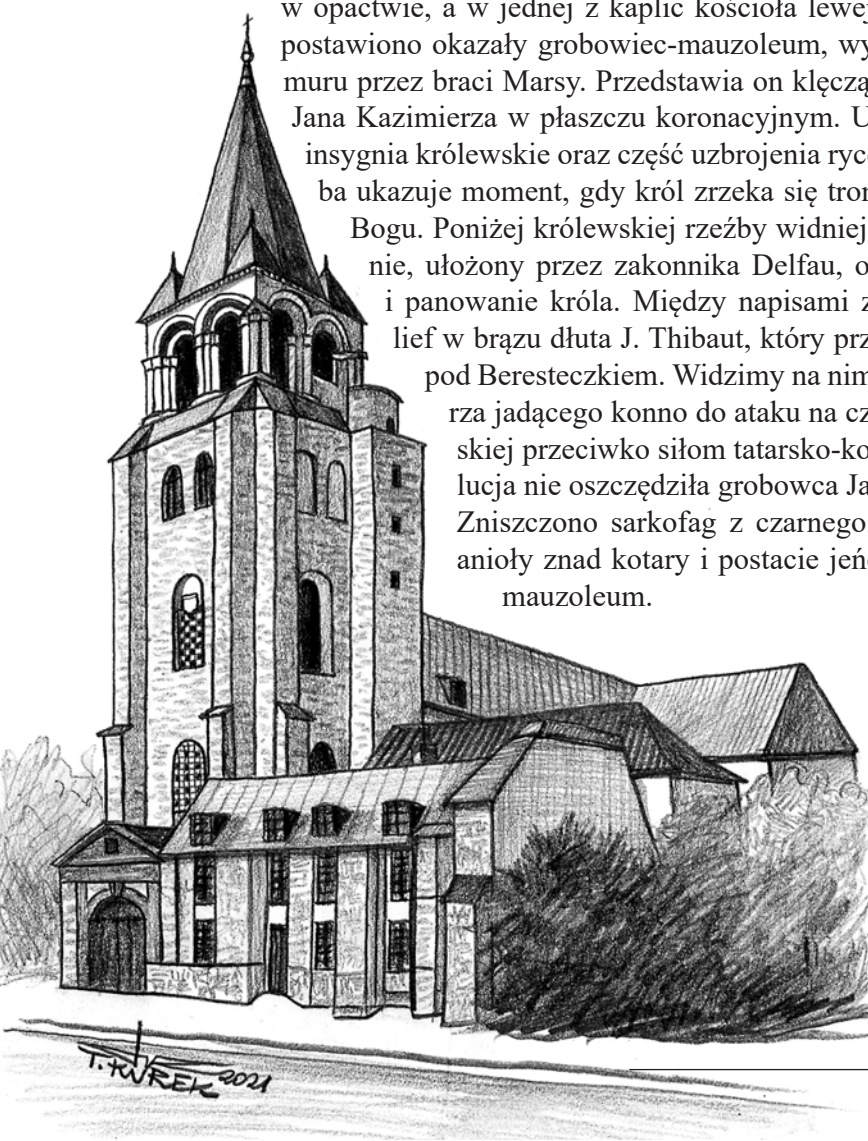 w opactwie, a w jednej z kaplic kościoła lewej
postawiono okazały grobowiec-mauzoleum, wy
muru przez braci Marsy. Przedstawia on klęczą
Jana Kazimierza w płaszczu koronacyjnym. U
insygnia królewskie oraz część uzbrojenia ryc
ba ukazuje moment, gdy król zrzeka się tron
Bogu. Poniżej królewskiej rzeźby widniej
nie, ułożony przez zakonnika Delfau, o
i panowanie króla. Między napisami z
lief w brązu dłuta J. Thibaut, który prz
pod Beresteczkiem. Widzimy na nim
rza jadącego konno do ataku na cz
skiej przeciwko siłom tatarsko-ko
lucja nie oszczędziła grobowca Ja
Zniszczono sarkofag z czarnego
anioły znad kotary i postacie jeń
mauzoleum.
T. KUREK 2021